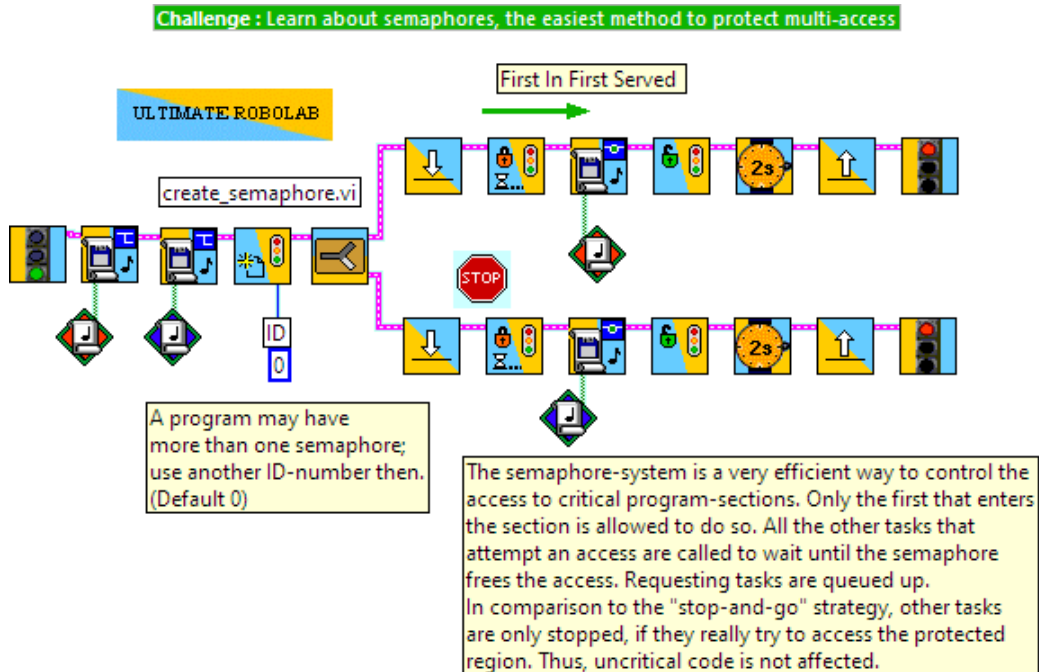 Challenge : Learn about semaphores, the easiest method to protect multi-access
First In First Served
ULTIMATE ROBOLAB
create_semaphore.vi
2s
STOP
ID
0
2s
A program may have
more than one semaphore;
use another ID-number then.
(Default 0)
The semaphore-system is a very efficient way to control the
access to critical program-sections. Only the first that enters
the section is allowed to do so. All the other tasks that
attempt an access are called to wait until the semaphore
frees the access. Requesting tasks are queued up.
In comparison to the "stop-and-go" strategy, other tasks
are only stopped, if they really try to access the protected
region. Thus, uncritical code is not affected.